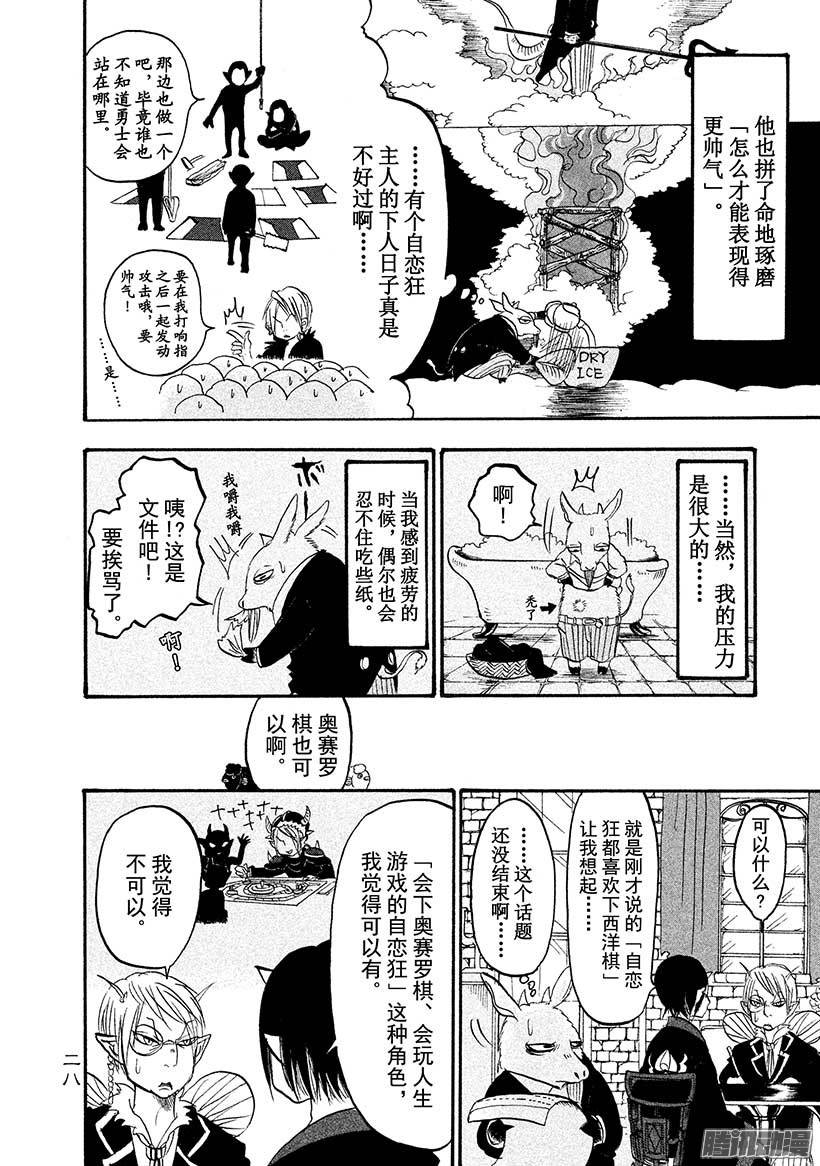 他也拼了命地琢磨
「怎么才能表现得
更帅气」。
DRY
ICE
……有个自恋狂
主人的下人日子真是
不好过啊……
那边也做一个
吧，毕竟谁也
不知道勇士会
站在哪里。
要在我打响指
之后一起发动
攻击哦，要
帅气！
……是……
……当然，我的压力
是很大的……
啊！
秃了
当我感到疲劳的
时候，偶尔也会
忍不住吃些纸。
我嚼我嚼
咦!?这是
文件吧！
要挨骂了。
啊！
奥赛罗
棋也可
以啊。
可以什么？
就是刚才说的「自恋
狂都喜欢下西洋棋」
让我想起……
……这个话题
还没结束啊……
「会下奥赛罗棋、会玩人生
游戏的自恋狂」这种角色，
我觉得可以有。
我觉得
不可以。
二八
腾讯动漫